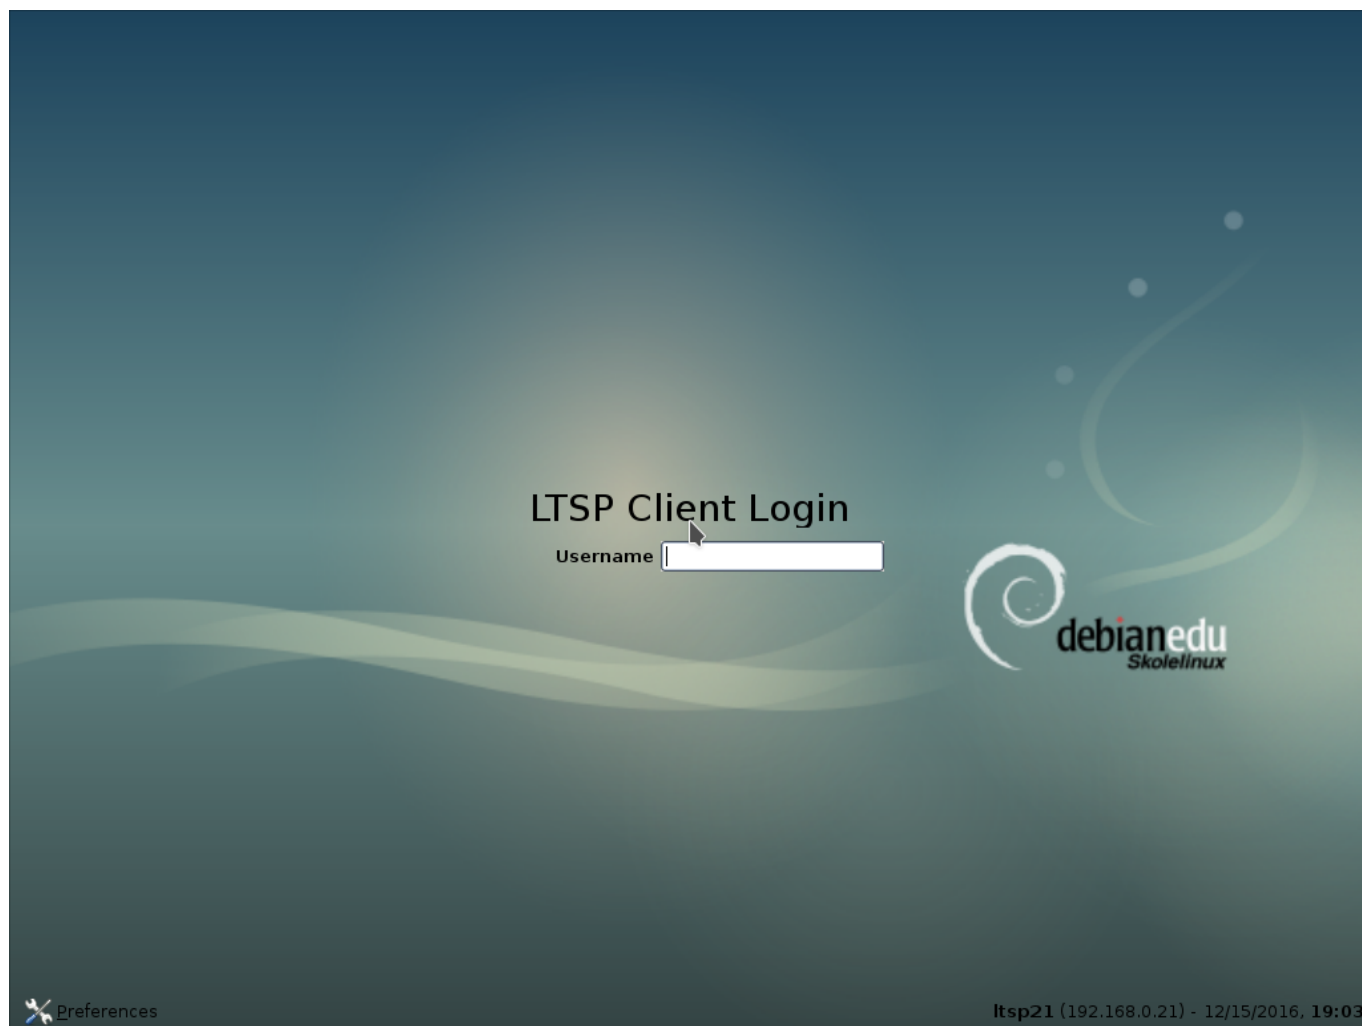 LTSP Client Login
Username
debianedu
Skolelinux
Preferences
ltsp21 (192.168.0.21) - 12/15/2016, 19:03